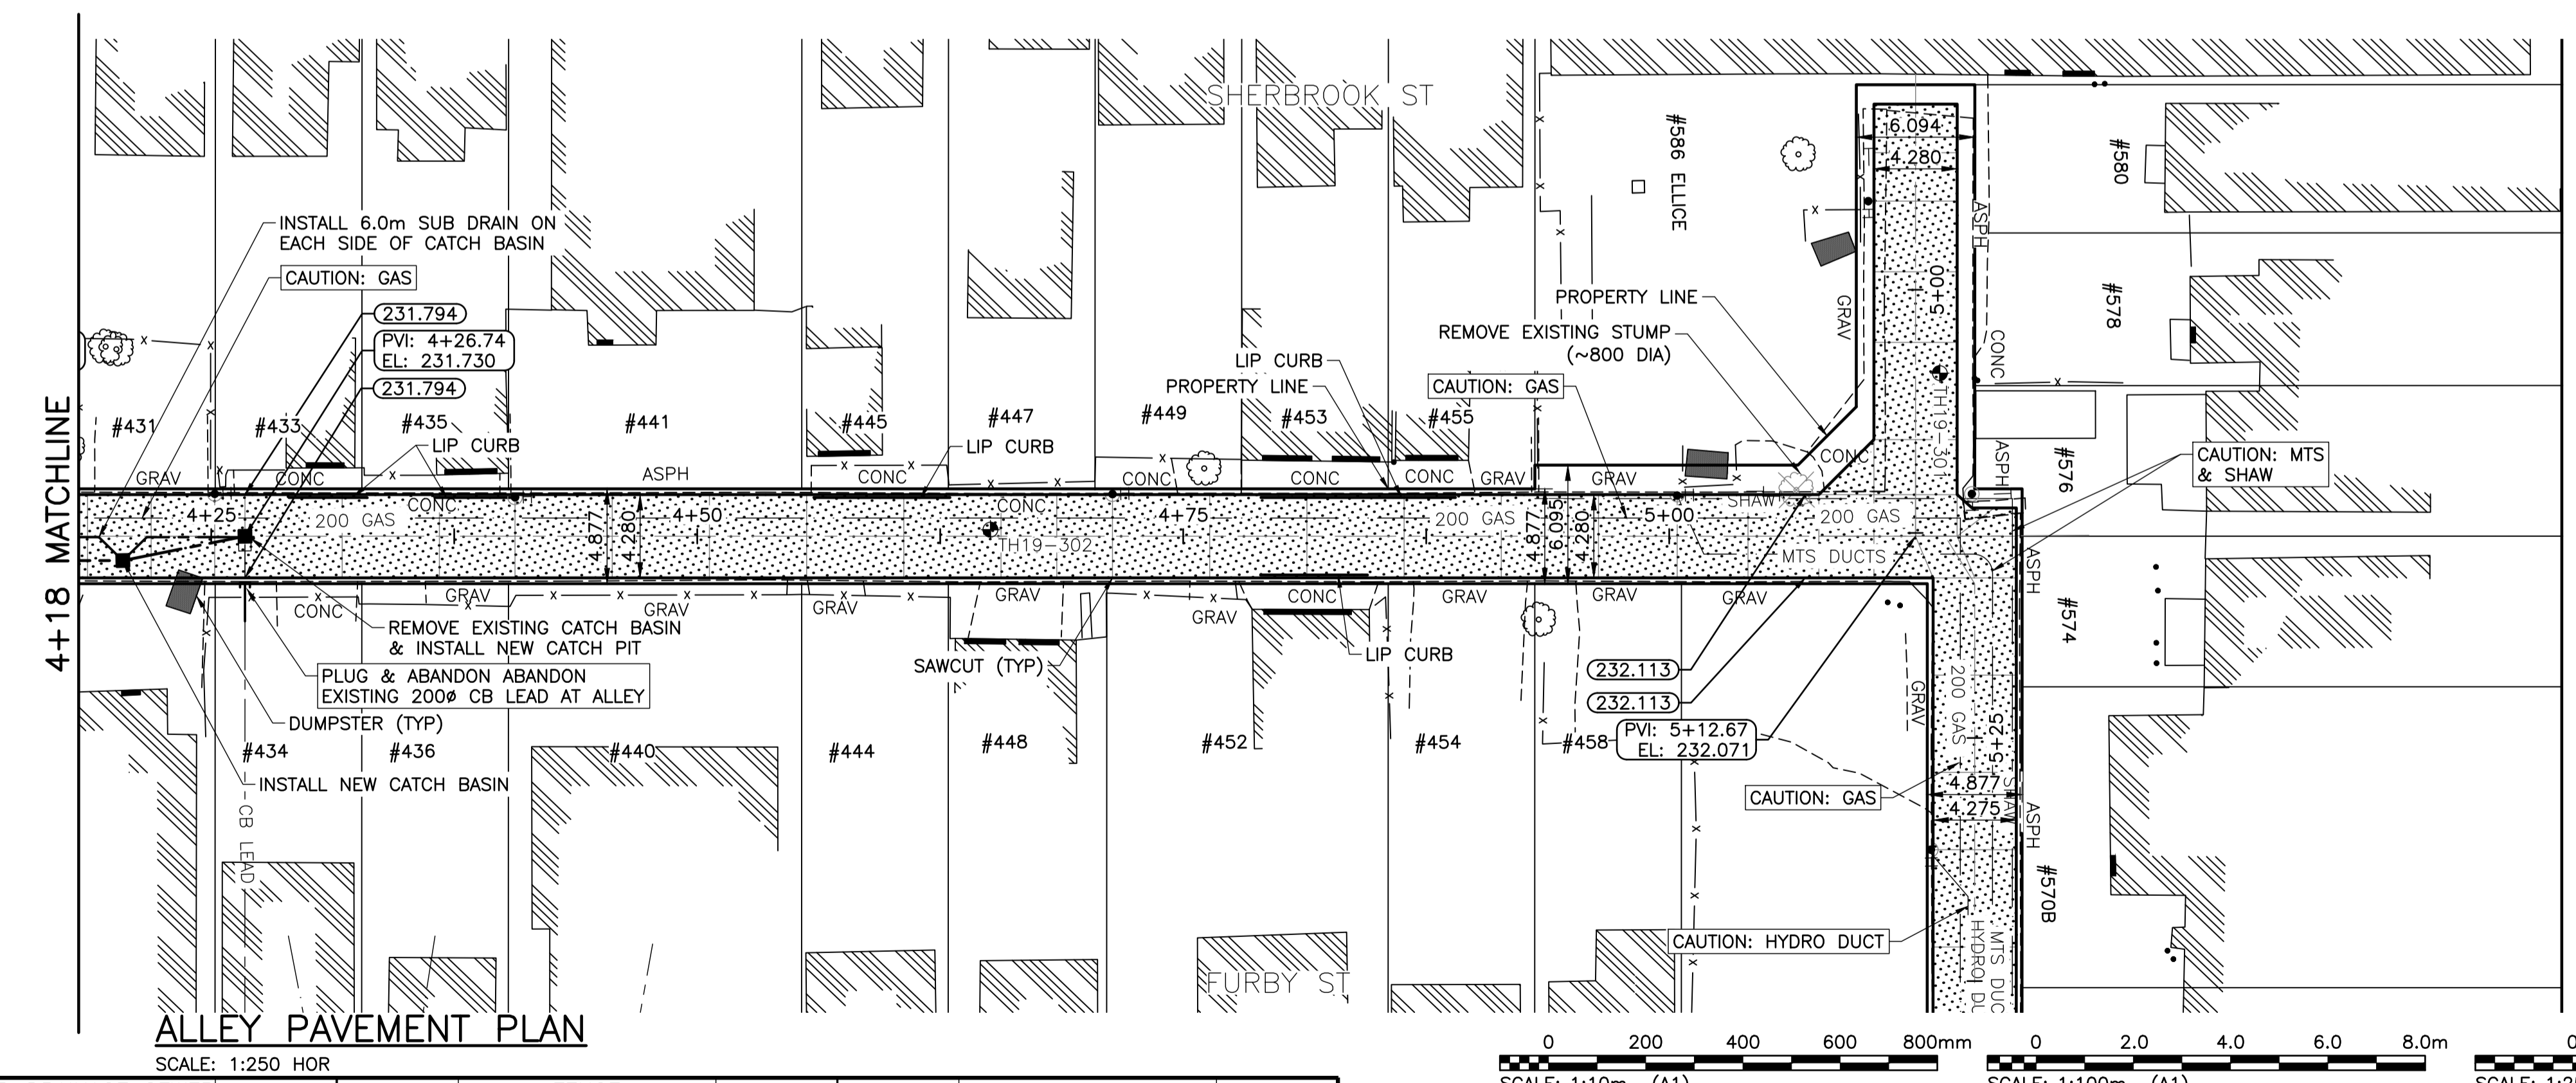 SHERBROOK ST
#586 ELLICE
6.094
4.280
#580
ASPH
INSTALL 6.0m SUB DRAIN ON
EACH SIDE OF CATCH BASIN
CAUTION: GAS
231.794
PVI: 4+26.74
EL: 231.730
231.794
PROPERTY LINE
REMOVE EXISTING STUMP
(~800 DIA)
LIP CURB
PROPERTY LINE
CAUTION: GAS
GRAV
5+00
CONC
#578
TH19-301
4+18 MATCHLINE
#431
#433
#435
#441
#445
#447
#449
#453
#455
LIP CURB
LIP CURB
GRAV
CONC
ASPH
CONC
CONC
CONC
CONC
GRAV
GRAV
CONC
ASPH
#576
CAUTION: MTS
& SHAW
CONC
CONC
SHAW
4+25
200 GAS
4.877
4.280
4+50
TH19-302
4+75
4.877
6.095
4.280
200 GAS
5+00
200 GAS
MTS DUCTS
ASPH
CONC
GRAV
GRAV
GRAV
GRAV
GRAV
CONC
GRAV
GRAV
GRAV
#574
REMOVE EXISTING CATCH BASIN
& INSTALL NEW CATCH PIT
SAWCUT (TYP)
LIP CURB
PLUG & ABANDON ABANDON
EXISTING 200ø CB LEAD AT ALLEY
DUMPSTER (TYP)
232.113
232.113
PVI: 5+12.67
EL: 232.071
GRAV
200 GAS
5+25
#434
#436
#440
#444
#448
#452
#454
#458
INSTALL NEW CATCH BASIN
CB LEAD
CAUTION: GAS
4.877
4.275
SHAW
ASPH
#570B
CAUTION: HYDRO DUCT
HYDRO DU
MTS DUC
FURBY ST
ALLEY PAVEMENT PLAN
SCALE: 1:250 HOR
0 200 400 600 800mm
SCALE: 1:10m (A1)
0 2.0 4.0 6.0 8.0m
SCALE: 1:100m (A1)